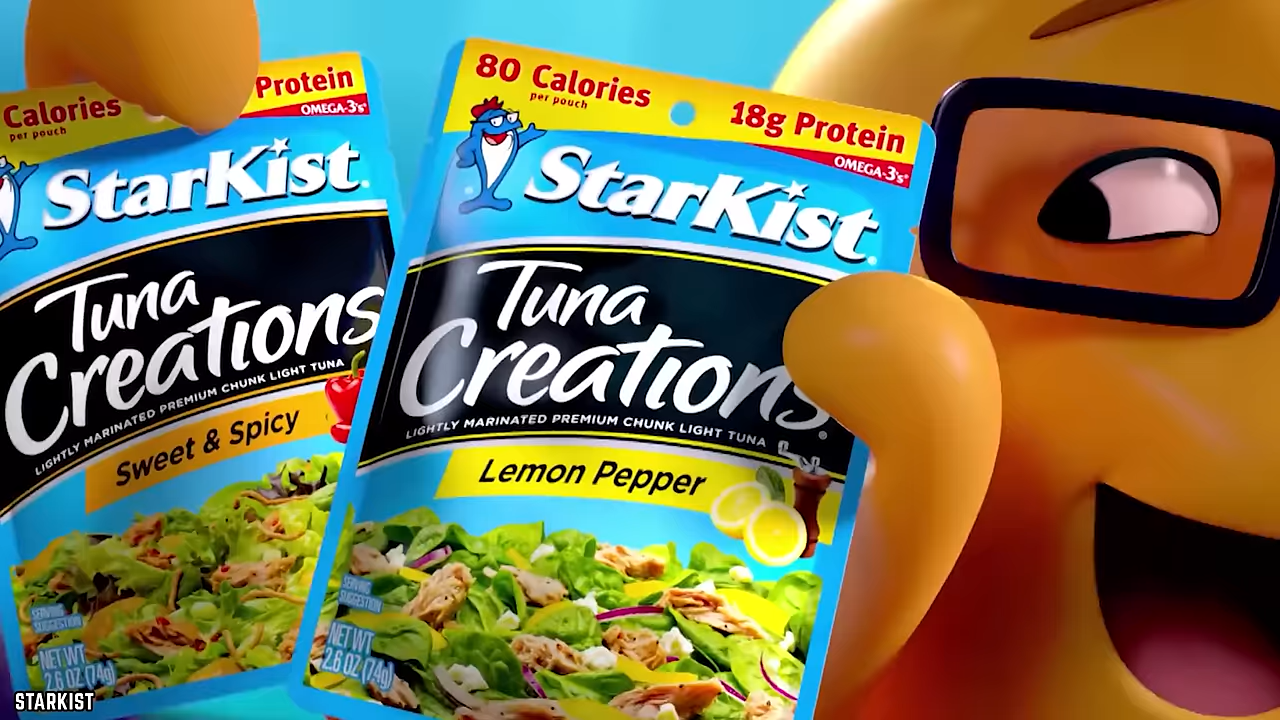 Calories
per pouch
Protein
OMEGA-3's*
StarKist®
Tuna
Creations
LIGHTLY MARINATED PREMIUM CHUNK LIGHT TUNA
Sweet & Spicy
SERVING
SUGGESTION
NET WT
2.6 OZ (74g)
80 Calories
per pouch
18g Protein
OMEGA-3's*
StarKist®
Tuna
Creations®
LIGHTLY MARINATED PREMIUM CHUNK LIGHT TUNA
Lemon Pepper
SERVING
SUGGESTION
NET WT
2.6 OZ (74g)
STARKIST